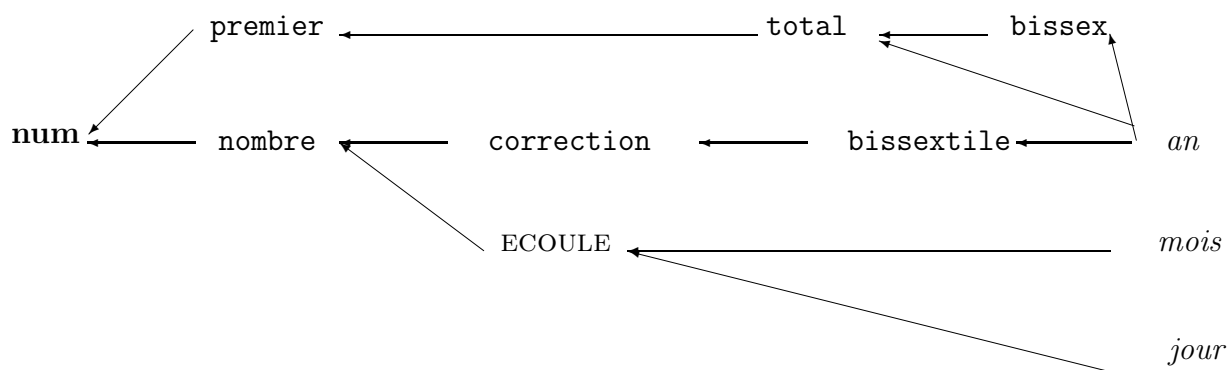 premier total bissex
num nombre correction bissextile an
ECOULE mois
jour